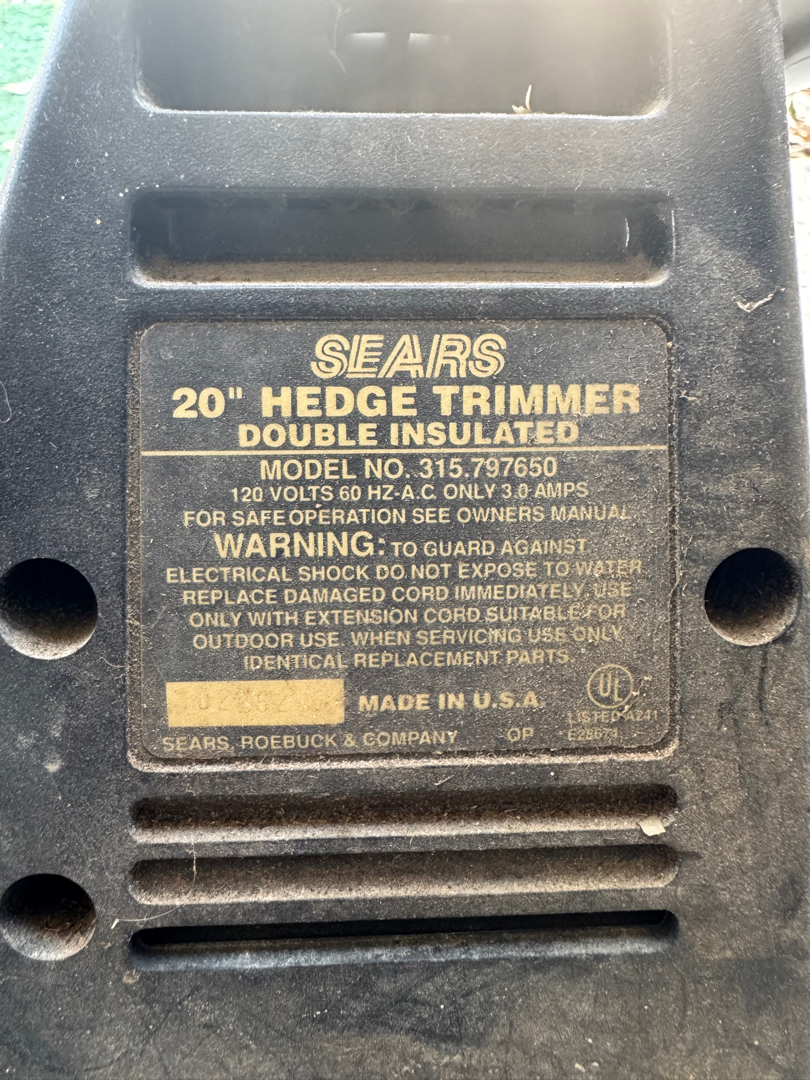 SEARS
20" HEDGE TRIMMER
DOUBLE INSULATED
MODEL NO. 315.797650
120 VOLTS 60 HZ-A.C. ONLY 3.0 AMPS
FOR SAFE OPERATION SEE OWNERS MANUAL.
WARNING: TO GUARD AGAINST
ELECTRICAL SHOCK DO NOT EXPOSE TO WATER
REPLACE DAMAGED CORD IMMEDIATELY, USE
ONLY WITH EXTENSION CORD SUITABLE FOR
OUTDOOR USE. WHEN SERVICING USE ONLY
IDENTICAL REPLACEMENT PARTS.
UL
MADE IN U.S.A.
LISTED A241
SEARS, ROEBUCK & COMPANY OP